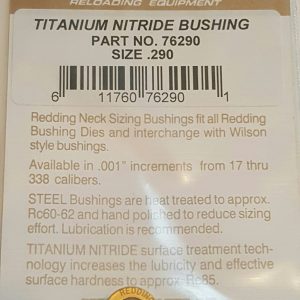 RELOADING EQUIPMENT
TITANIUM NITRIDE BUSHING
PART NO. 76290
SIZE .290
6 11760 76290 1
Redding Neck Sizing Bushings fit all Redding
Bushing Dies and interchange with Wilson
style bushings.
Available in .001" increments from 17 thru
338 calibers.
STEEL Bushings are heat treated to approx.
Rc60-62 and hand polished to reduce sizing
effort. Lubrication is recommended.
TITANIUM NITRIDE surface treatment tech-
nology increases the lubricity and effective
surface hardness to approx. Rc85.
REDDING